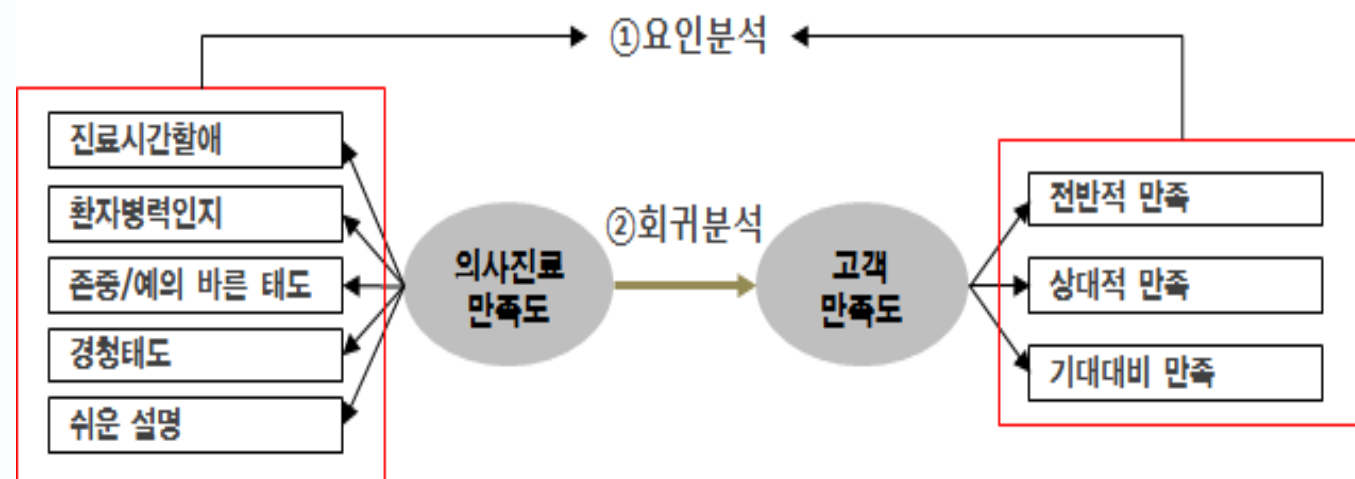 ①요인분석
진료시간할애
환자병력인지
존중/예의 바른 태도
경청태도
쉬운 설명
의사진료
만족도
②회귀분석
고객
만족도
전반적 만족
상대적 만족
기대대비 만족